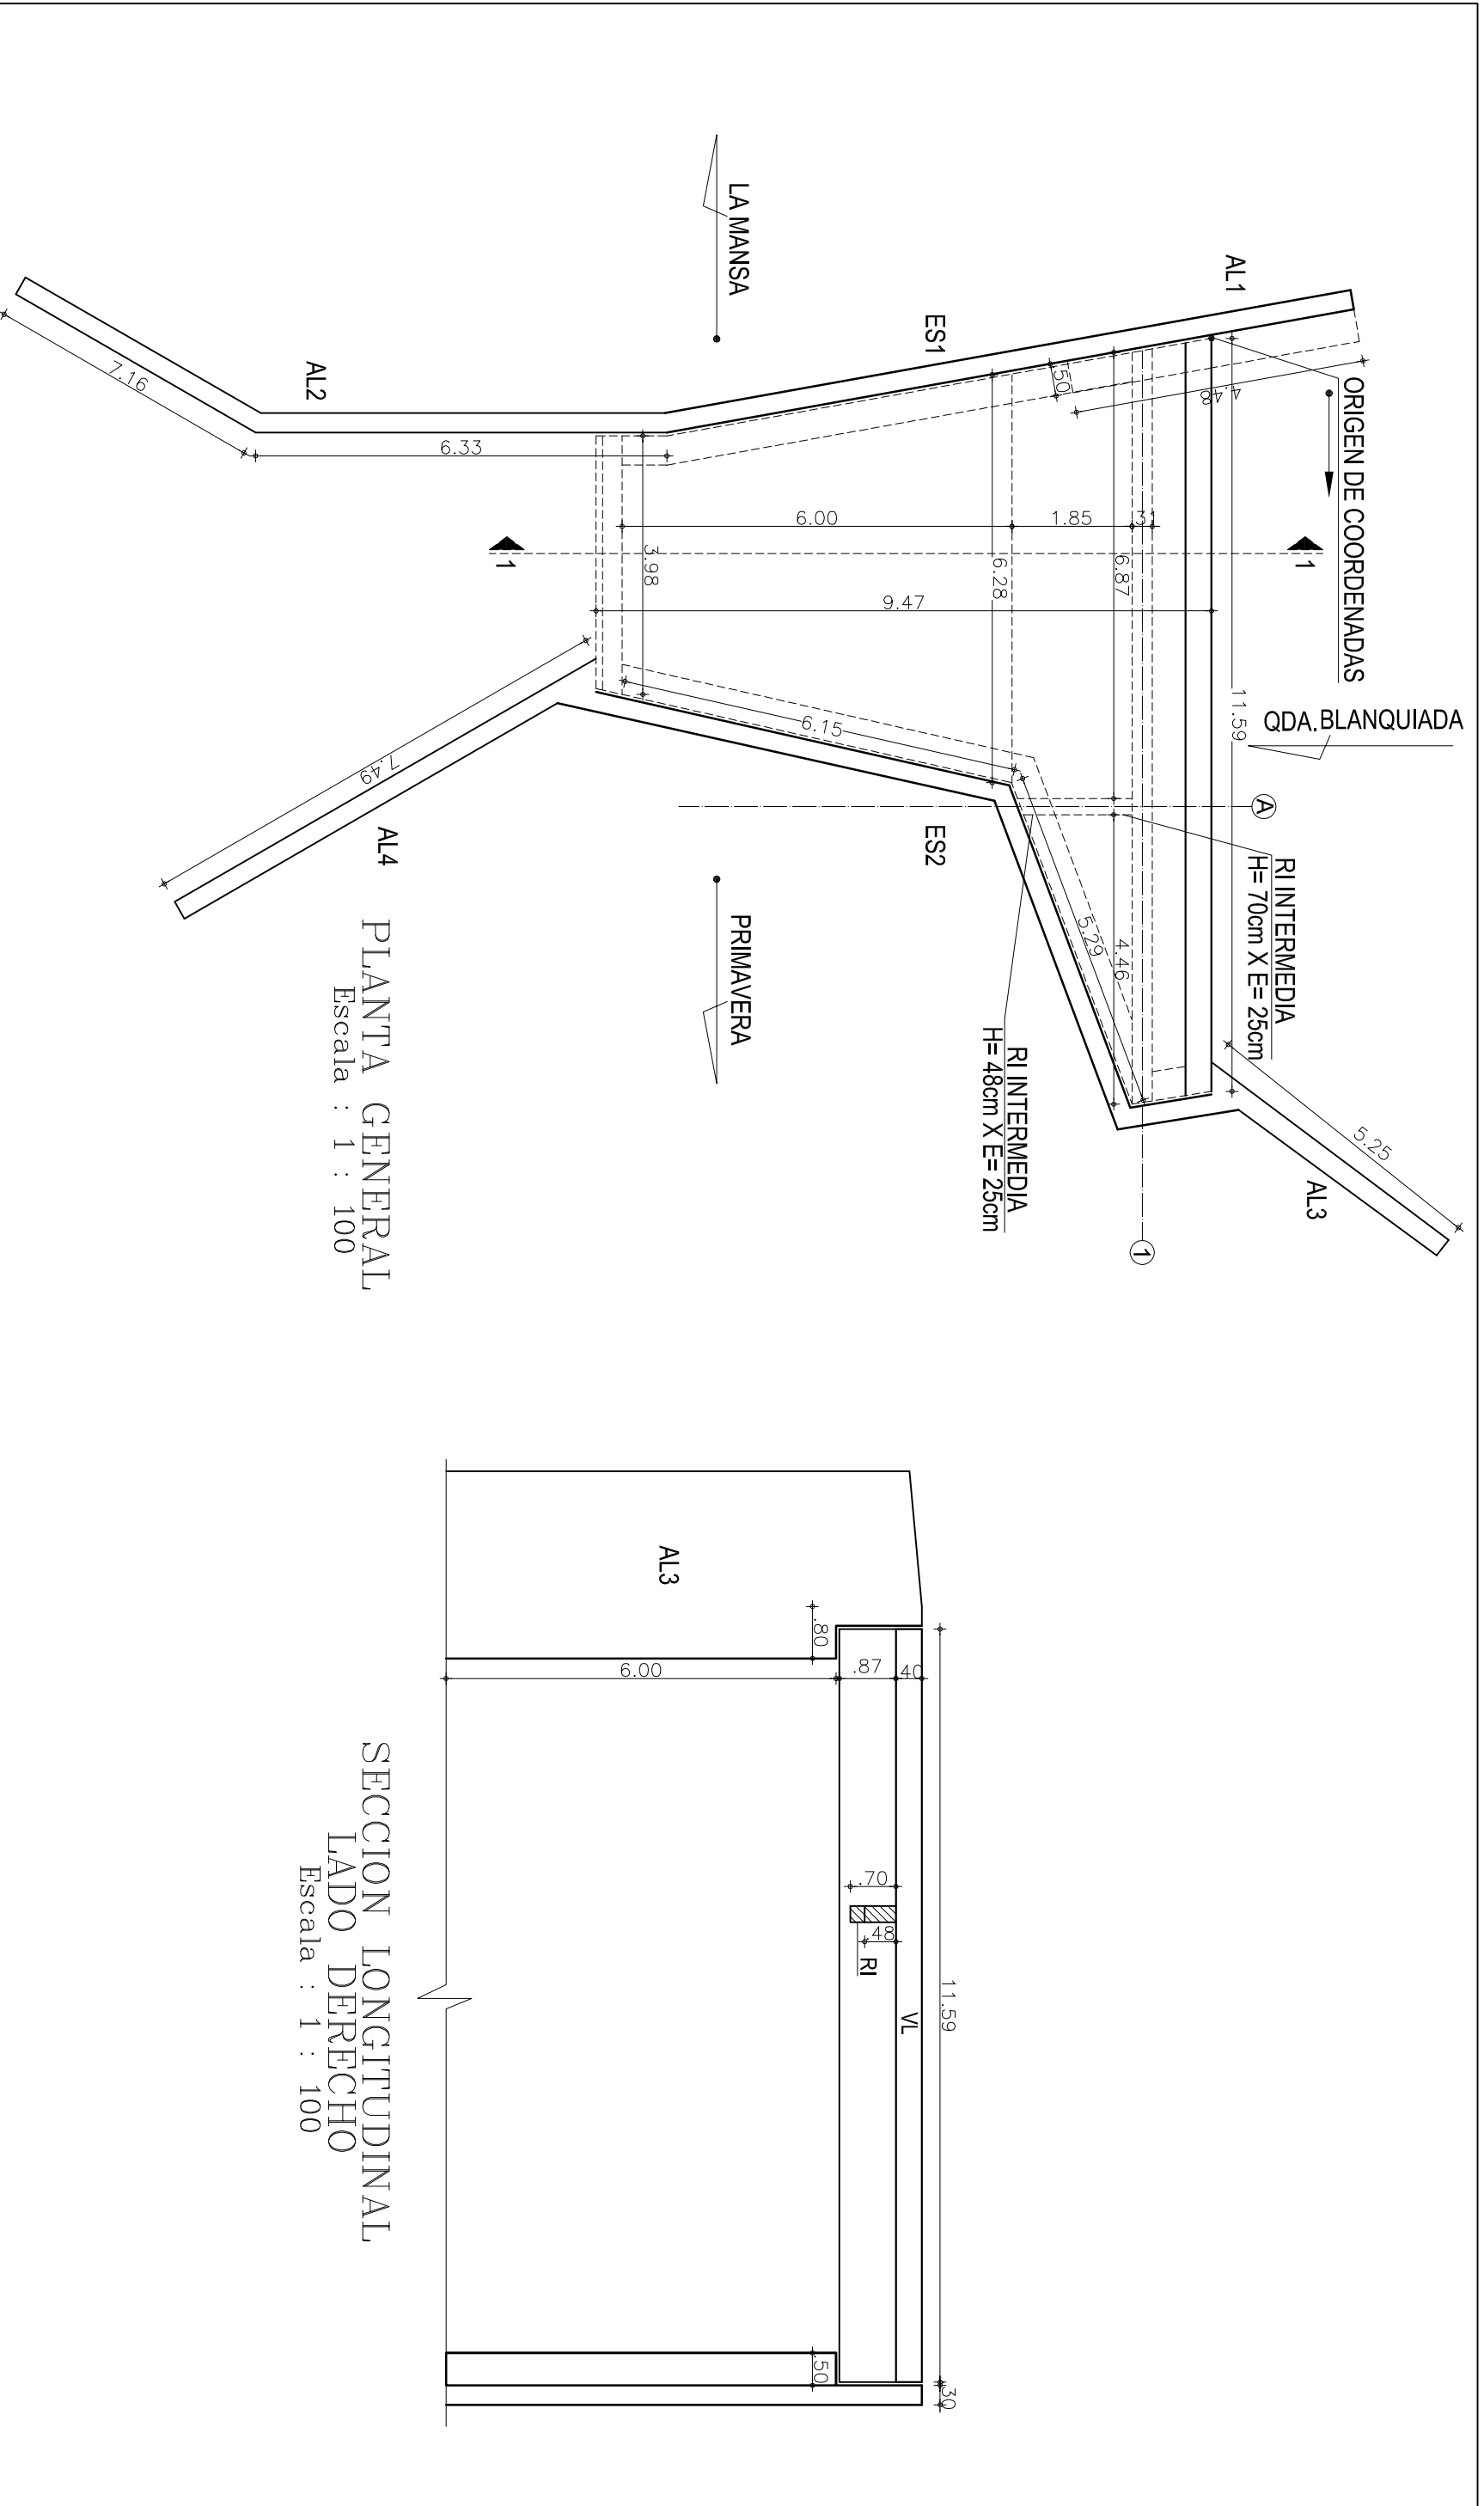 ORIGEN DE COORDENADAS
QDA. BLANQUIADA
AL1
4.48
11.59
A
RI INTERMEDIA
H= 70cm X E= 25cm
5.25
AL3
1
1
LA MANSA
ES1
.50
6.00
1.85
.31
6.87
4.46
5.29
1
6.28
9.47
ES2
RI INTERMEDIA
H= 48cm X E= 25cm
PRIMAVERA
6.15
3.98
6.33
1
AL2
7.16
7.49
AL4
PLANTA GENERAL
Escala : 1 : 100
11.59
.30
.40
VL
.87
.70
.48
RI
.80
.50
6.00
AL3
SECCION LONGITUDINAL
LADO DERECHO
Escala : 1 : 100